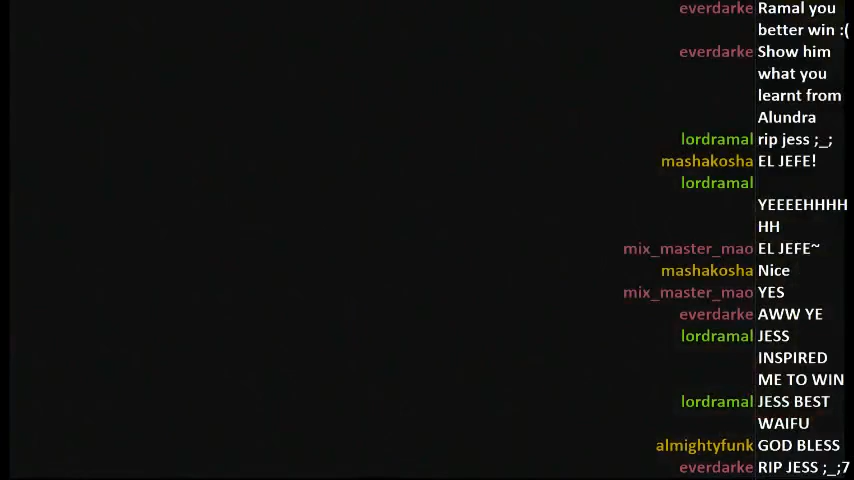 everdarke Ramal you
better win :(
everdarke Show him
what you
learnt from
Alundra
lordramal rip jess ;_;
mashakosha EL JEFE!
lordramal
YEEEEHHHH
HH
mix_master_mao EL JEFE~
mashakosha Nice
mix_master_mao YES
everdarke AWW YE
lordramal JESS
INSPIRED
ME TO WIN
lordramal JESS BEST
WAIFU
almightyfunk GOD BLESS
everdarke RIP JESS ;_;7